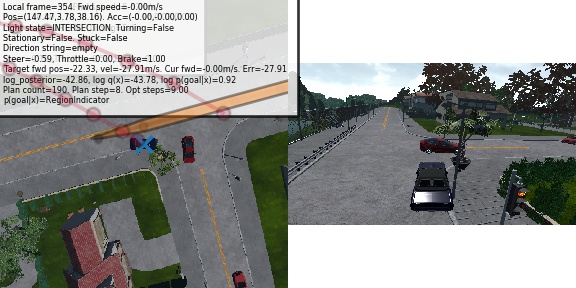 Local frame=354. Fwd speed=-0.00m/s
Pos=(147.47,3.78,38.16). Acc=(-0.00,-0.00,0.00)
Light state=INTERSECTION. Turning=False
Stationary=False. Stuck=False
Direction string=empty
Steer=-0.59, Throttle=0.00, Brake=1.00
Target fwd pos=-22.33, vel=-27.91m/s. Cur fwd=-0.00m/s. Err=-27.91
log_posterior=-42.86, log q(x)=-43.78, log p(goal|x)=0.92
Plan count=190, Plan step=8. Opt steps=9.00
p(goal|x)=RegionIndicator